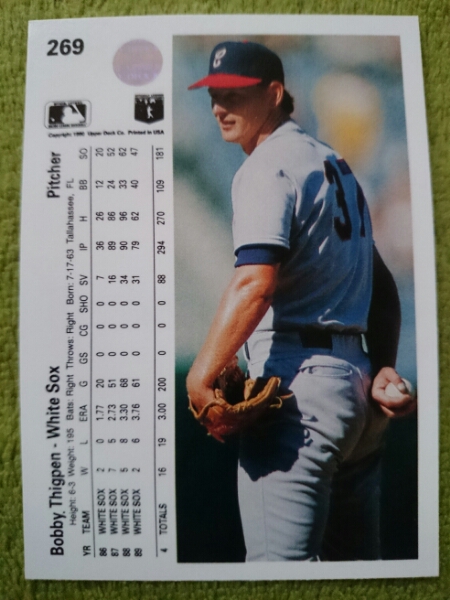 269
Copyright 1990 Upper Deck Co. Printed in USA
Bobby Thigpen - White Sox Pitcher
Height: 6-3 Weight: 195 Bats: Right Throws: Right Born: 7-17-63 Tallahassee, FL
YR TEAM W L ERA G GS CG SHO SV IP H BB SO
86 WHITE SOX 2 0 1.77 20 0 0 0 7 36 26 12 20
87 WHITE SOX 7 5 2.73 51 0 0 0 16 89 86 24 52
88 WHITE SOX 5 8 3.30 68 0 0 0 34 90 96 33 62
89 WHITE SOX 2 6 3.76 61 0 0 0 31 79 62 40 47
4 TOTALS 16 19 3.00 200 0 0 0 88 294 270 109 181
37